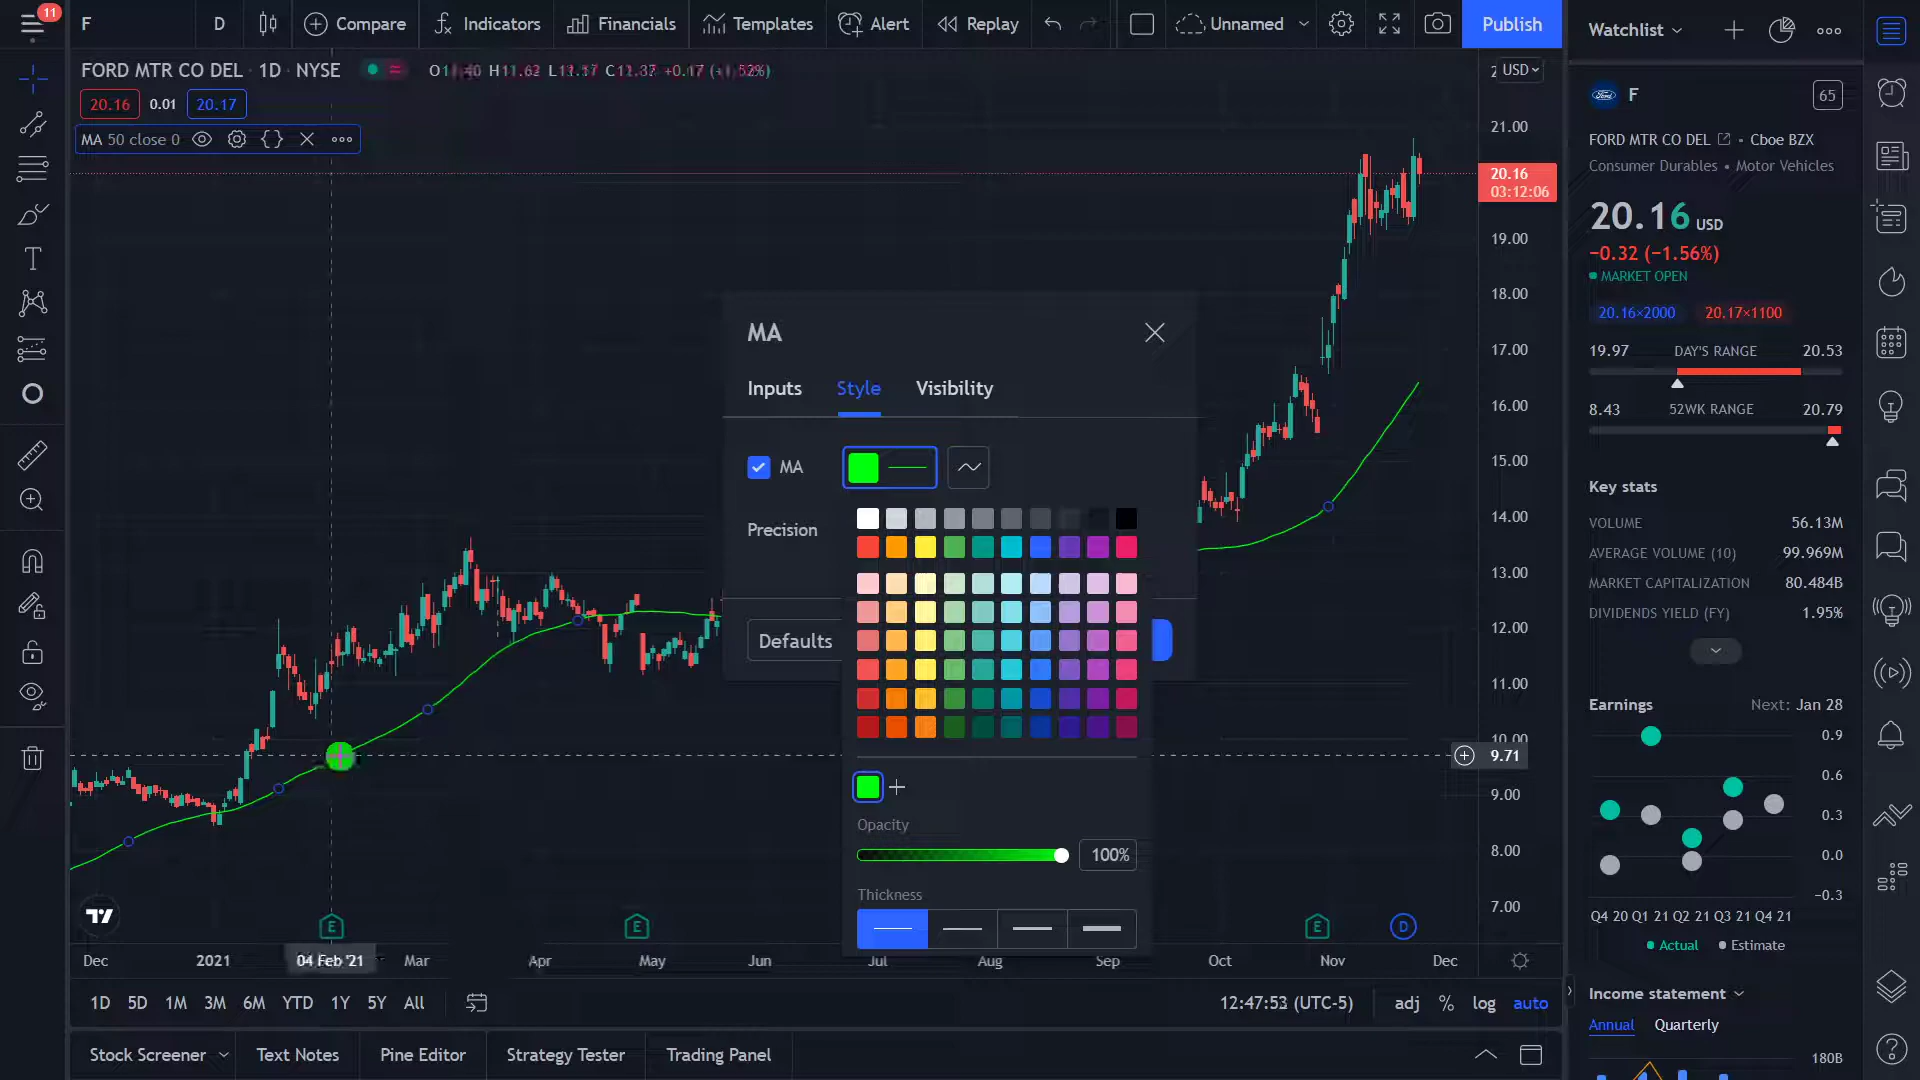 11
F
D
Compare
Indicators
Financials
Templates
Alert
Replay
Unnamed
Publish
Watchlist
FORD MTR CO DEL · 1D · NYSE
20.16 0.01 20.17
MA 50 close 0
USD
21.00
20.16
03:12:06
19.00
18.00
17.00
16.00
15.00
14.00
13.00
12.00
11.00
10.00
9.71
9.00
8.00
7.00
MA
Inputs Style Visibility
MA
Precision
Defaults
Opacity
100%
Thickness
E E E D
Dec 2021 04 Feb '21 Mar Apr May Jun Jul Aug Sep Oct Nov Dec
1D 5D 1M 3M 6M YTD 1Y 5Y All
12:47:53 (UTC-5) adj % log auto
Stock Screener Text Notes Pine Editor Strategy Tester Trading Panel
Ford F 65
FORD MTR CO DEL • Cboe BZX
Consumer Durables • Motor Vehicles
20.16 USD
−0.32 (−1.56%)
MARKET OPEN
20.16×2000 20.17×1100
19.97 DAY'S RANGE 20.53
8.43 52WK RANGE 20.79
Key stats
VOLUME 56.13M
AVERAGE VOLUME (10) 99.969M
MARKET CAPITALIZATION 80.484B
DIVIDENDS YIELD (FY) 1.95%
Earnings Next: Jan 28
0.9
0.6
0.3
0.0
−0.3
Q4 20 Q1 21 Q2 21 Q3 21 Q4 21
Actual Estimate
Income statement
Annual Quarterly
180B